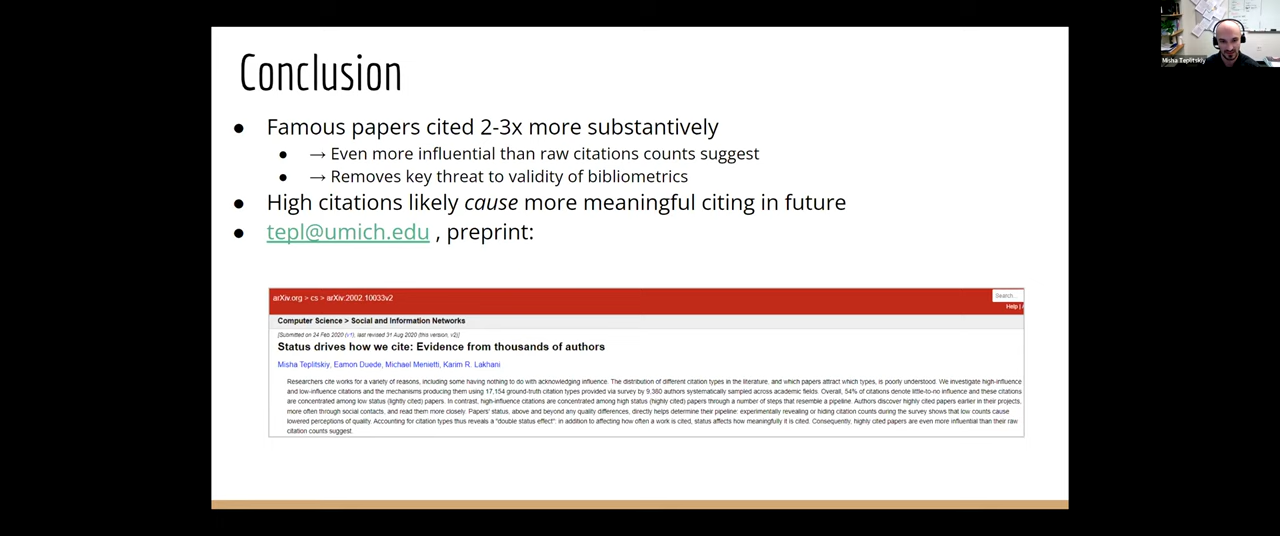 Conclusion
● Famous papers cited 2-3x more substantively
● → Even more influential than raw citations counts suggest
● → Removes key threat to validity of bibliometrics
● High citations likely cause more meaningful citing in future
● tepl@umich.edu , preprint:
arXiv.org > cs > arXiv:2002.10033v2
Search...
Help |
Computer Science > Social and Information Networks
[Submitted on 24 Feb 2020 (v1), last revised 31 Aug 2020 (this version, v2)]
Status drives how we cite: Evidence from thousands of authors
Misha Teplitskiy, Eamon Duede, Michael Menietti, Karim R. Lakhani
Researchers cite works for a variety of reasons, including some having nothing to do with acknowledging influence. The distribution of different citation types in the literature, and which papers attract which types, is poorly understood. We investigate high-influence
and low-influence citations and the mechanisms producing them using 17,154 ground-truth citation types provided via survey by 9,380 authors systematically sampled across academic fields. Overall, 54% of citations denote little-to-no influence and these citations
are concentrated among low status (lightly cited) papers. In contrast, high-influence citations are concentrated among high status (highly cited) papers through a number of steps that resemble a pipeline. Authors discover highly cited papers earlier in their projects,
more often through social contacts, and read them more closely. Papers' status, above and beyond any quality differences, directly helps determine their pipeline: experimentally revealing or hiding citation counts during the survey shows that low counts cause
lowered perceptions of quality. Accounting for citation types thus reveals a "double status effect": in addition to affecting how often a work is cited, status affects how meaningfully it is cited. Consequently, highly cited papers are even more influential than their raw
citation counts suggest.
Misha Teplitskiy